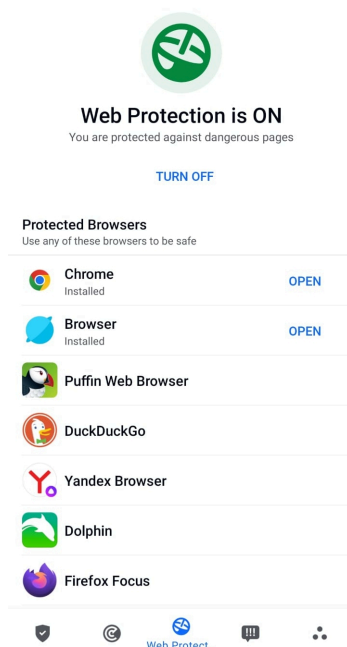 Web Protection is ON
You are protected against dangerous pages
TURN OFF
Protected Browsers
Use any of these browsers to be safe
Chrome
Installed
OPEN
Browser
Installed
OPEN
Puffin Web Browser
DuckDuckGo
Yandex Browser
Dolphin
Firefox Focus
Web Protect